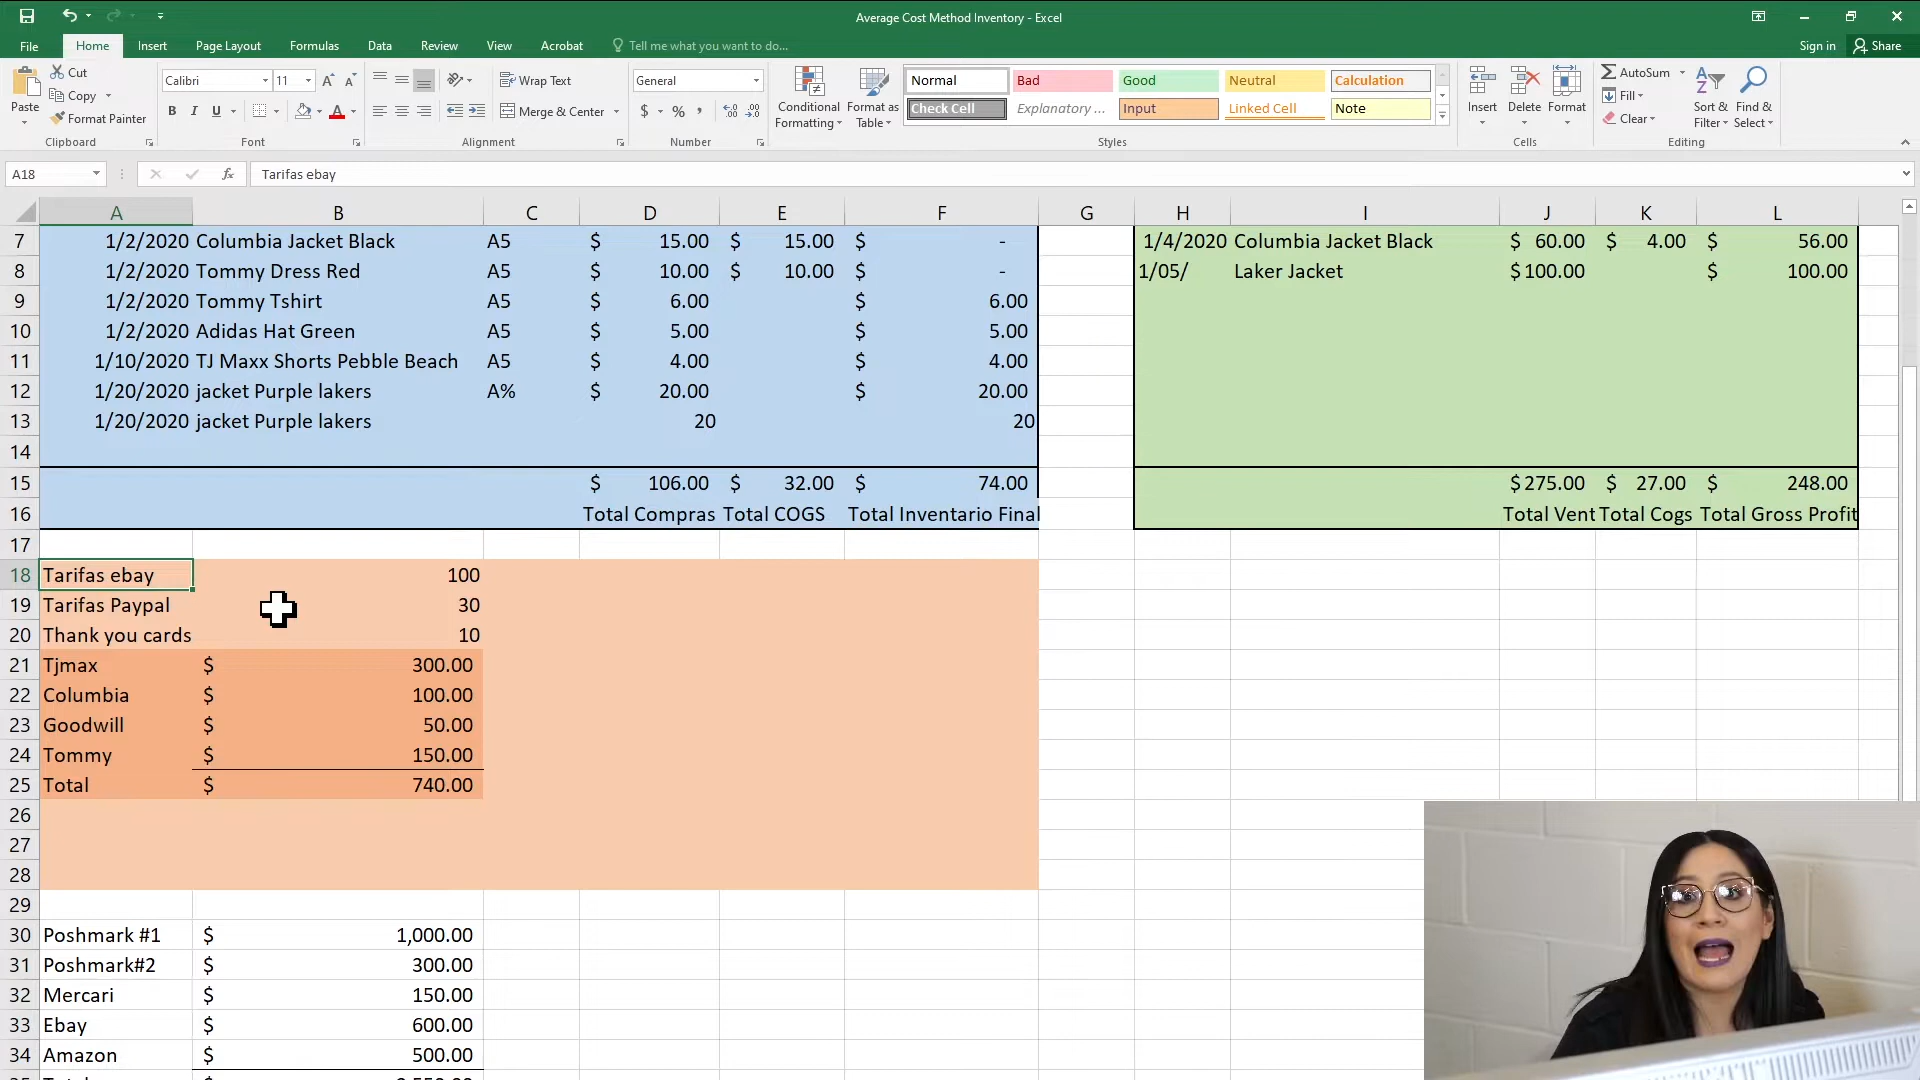 Average Cost Method Inventory - Excel
File Home Insert Page Layout Formulas Data Review View Acrobat Tell me what you want to do... Sign in Share
Paste Cut Copy Format Painter Clipboard
Calibri 11 A A B I U A Font
Wrap Text Merge & Center Alignment
General $ % , .00 .0 Number
Conditional Formatting Format as Table
Normal Bad Good Neutral Calculation
Check Cell Explanatory ... Input Linked Cell Note
Styles
Insert Delete Format Cells
AutoSum Fill Clear Sort & Filter Find & Select Editing
A18 fx Tarifas ebay
A B C D E F G H I J K L
7 1/2/2020 Columbia Jacket Black A5 $ 15.00 $ 15.00 $ - 1/4/2020 Columbia Jacket Black $ 60.00 $ 4.00 $ 56.00
8 1/2/2020 Tommy Dress Red A5 $ 10.00 $ 10.00 $ - 1/05/ Laker Jacket $100.00 $ 100.00
9 1/2/2020 Tommy Tshirt A5 $ 6.00 6.00
10 1/2/2020 Adidas Hat Green A5 $ 5.00 $ 5.00
11 1/10/2020 TJ Maxx Shorts Pebble Beach A5 $ 4.00 $ 4.00
12 1/20/2020 jacket Purple lakers A% $ 20.00 $ 20.00
13 1/20/2020 jacket Purple lakers 20 20
14
15 $ 106.00 $ 32.00 $ 74.00 $275.00 $ 27.00 $ 248.00
16 Total Compras Total COGS Total Inventario Final Total Vent Total Cogs Total Gross Profit
17
18 Tarifas ebay 100
19 Tarifas Paypal 30
20 Thank you cards 10
21 Tjmax $ 300.00
22 Columbia $ 100.00
23 Goodwill $ 50.00
24 Tommy $ 150.00
25 Total $ 740.00
26
27
28
29
30 Poshmark #1 $ 1,000.00
31 Poshmark#2 $ 300.00
32 Mercari $ 150.00
33 Ebay $ 600.00
34 Amazon $ 500.00